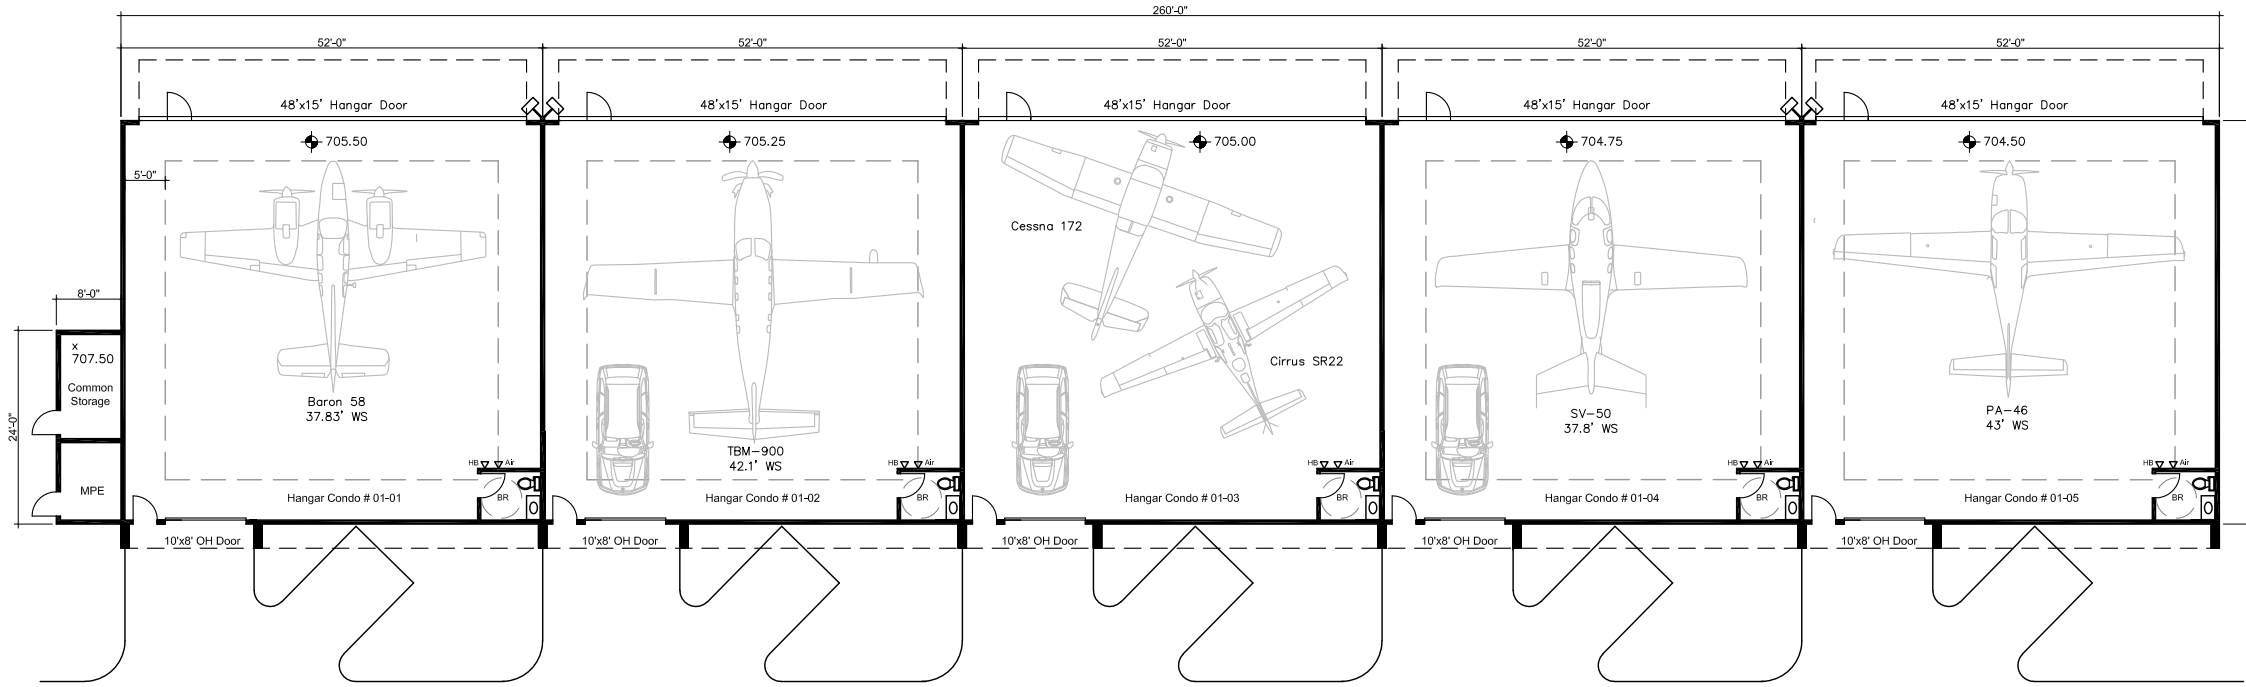 260'-0"
52'-0" 52'-0" 52'-0" 52'-0" 52'-0"
48'x15' Hangar Door 48'x15' Hangar Door 48'x15' Hangar Door 48'x15' Hangar Door 48'x15' Hangar Door
705.50 705.25 705.00 704.75 704.50
5'-0"
Cessna 172
8'-0"
x
707.50
Common
Storage
24'-0"
Cirrus SR22
Baron 58
37.83' WS
TBM-900
42.1' WS
SV-50
37.8' WS
PA-46
43' WS
HB Air HB Air HB Air HB Air HB Air
MPE
Hangar Condo # 01-01 BR Hangar Condo # 01-02 BR Hangar Condo # 01-03 BR Hangar Condo # 01-04 BR Hangar Condo # 01-05 BR
10'x8' OH Door 10'x8' OH Door 10'x8' OH Door 10'x8' OH Door 10'x8' OH Door